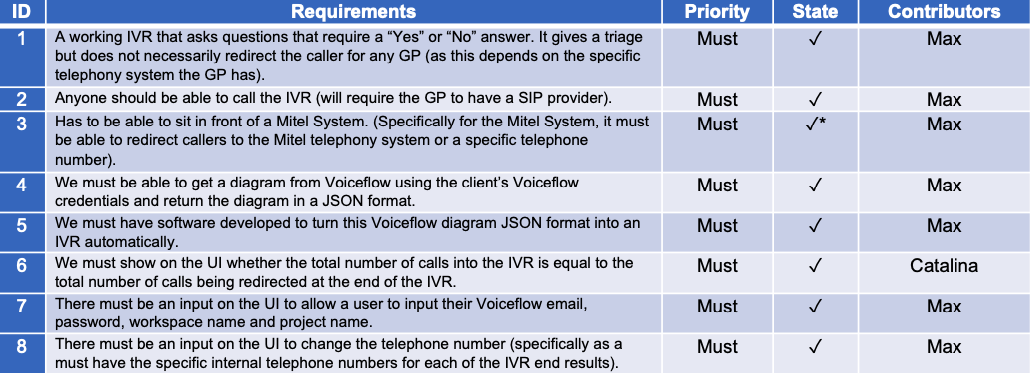 ID Requirements Priority State Contributors
1 A working IVR that asks questions that require a “Yes” or “No” answer. It gives a triage Must ✓ Max
but does not necessarily redirect the caller for any GP (as this depends on the specific
telephony system the GP has).
2 Anyone should be able to call the IVR (will require the GP to have a SIP provider). Must ✓ Max
3 Has to be able to sit in front of a Mitel System. (Specifically for the Mitel System, it must Must ✓* Max
be able to redirect callers to the Mitel telephony system or a specific telephone
number).
4 We must be able to get a diagram from Voiceflow using the client’s Voiceflow Must ✓ Max
credentials and return the diagram in a JSON format.
5 We must have software developed to turn this Voiceflow diagram JSON format into an Must ✓ Max
IVR automatically.
6 We must show on the UI whether the total number of calls into the IVR is equal to the Must ✓ Catalina
total number of calls being redirected at the end of the IVR.
7 There must be an input on the UI to allow a user to input their Voiceflow email, Must ✓ Max
password, workspace name and project name.
8 There must be an input on the UI to change the telephone number (specifically as a Must ✓ Max
must have the specific internal telephone numbers for each of the IVR end results).